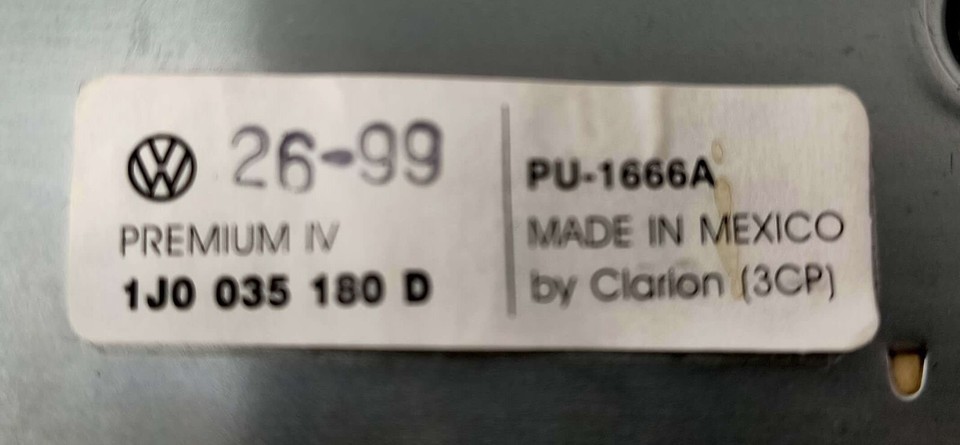 26-99
PREMIUM IV
1J0 035 180 D
PU-1666A
MADE IN MEXICO
by Clarion (3CP)